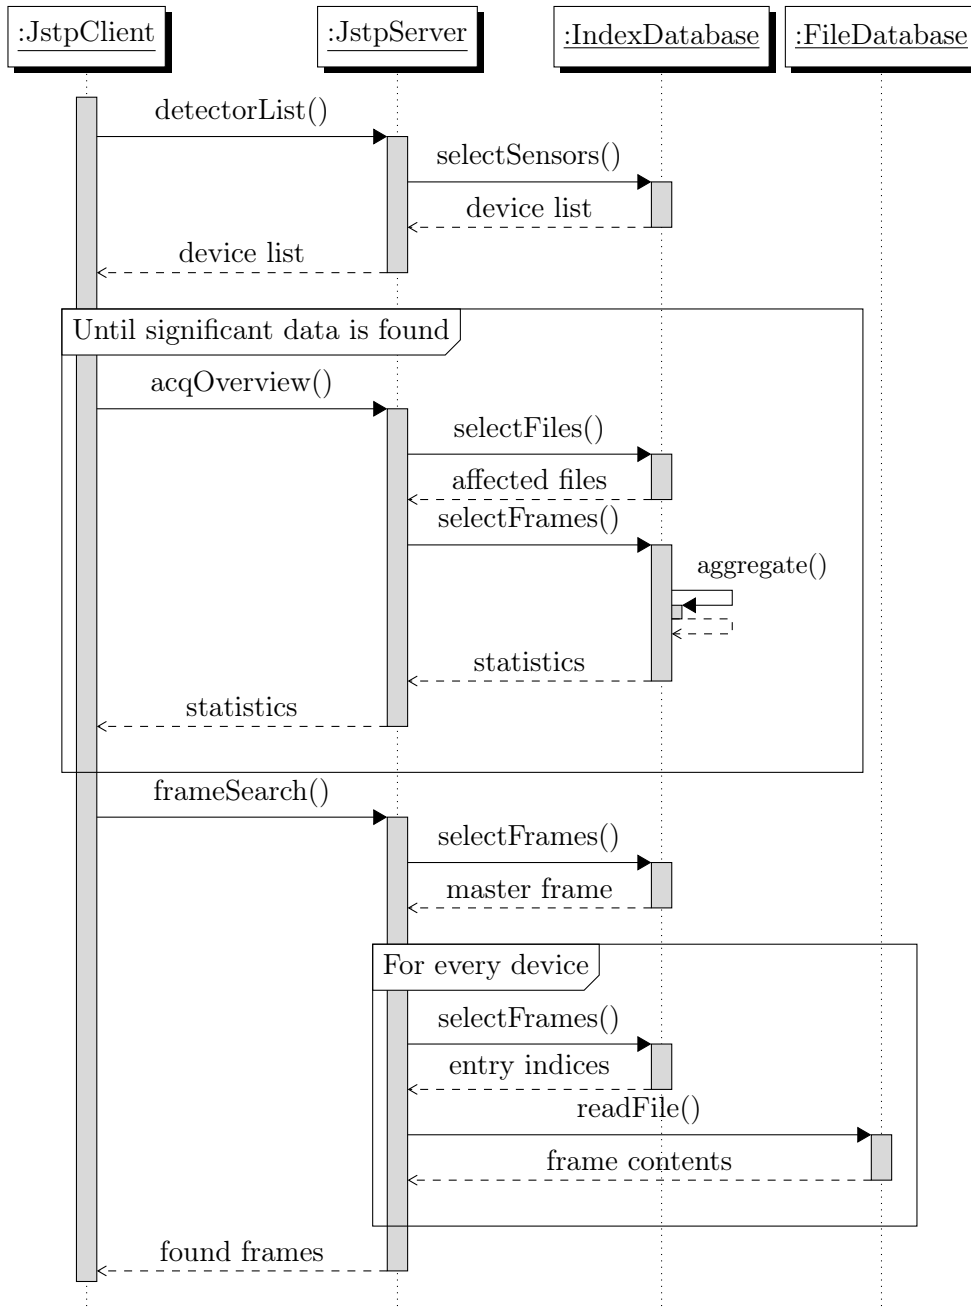 :JstpClient
:JstpServer
:IndexDatabase
:FileDatabase
detectorList()
selectSensors()
device list
device list
Until significant data is found
acqOverview()
selectFiles()
affected files
selectFrames()
aggregate()
statistics
statistics
frameSearch()
selectFrames()
master frame
For every device
selectFrames()
entry indices
readFile()
frame contents
found frames